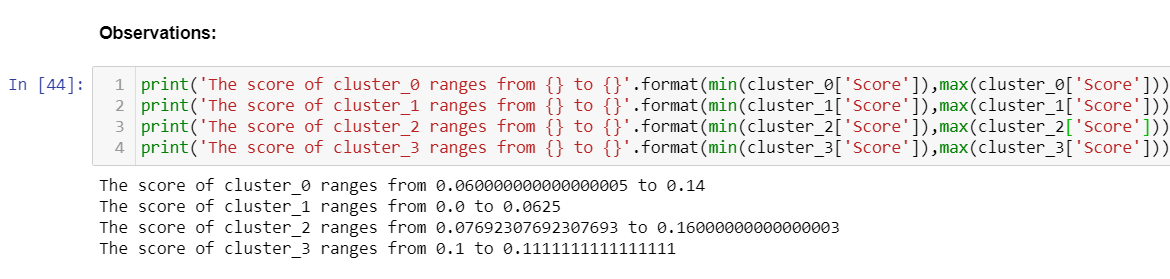 Observations:
In [44]:
1 print('The score of cluster_0 ranges from {} to {}'.format(min(cluster_0['Score']),max(cluster_0['Score']))
2 print('The score of cluster_1 ranges from {} to {}'.format(min(cluster_1['Score']),max(cluster_1['Score']))
3 print('The score of cluster_2 ranges from {} to {}'.format(min(cluster_2['Score']),max(cluster_2['Score']))
4 print('The score of cluster_3 ranges from {} to {}'.format(min(cluster_3['Score']),max(cluster_3['Score']))
The score of cluster_0 ranges from 0.060000000000000005 to 0.14
The score of cluster_1 ranges from 0.0 to 0.0625
The score of cluster_2 ranges from 0.07692307692307693 to 0.16000000000000003
The score of cluster_3 ranges from 0.1 to 0.1111111111111111